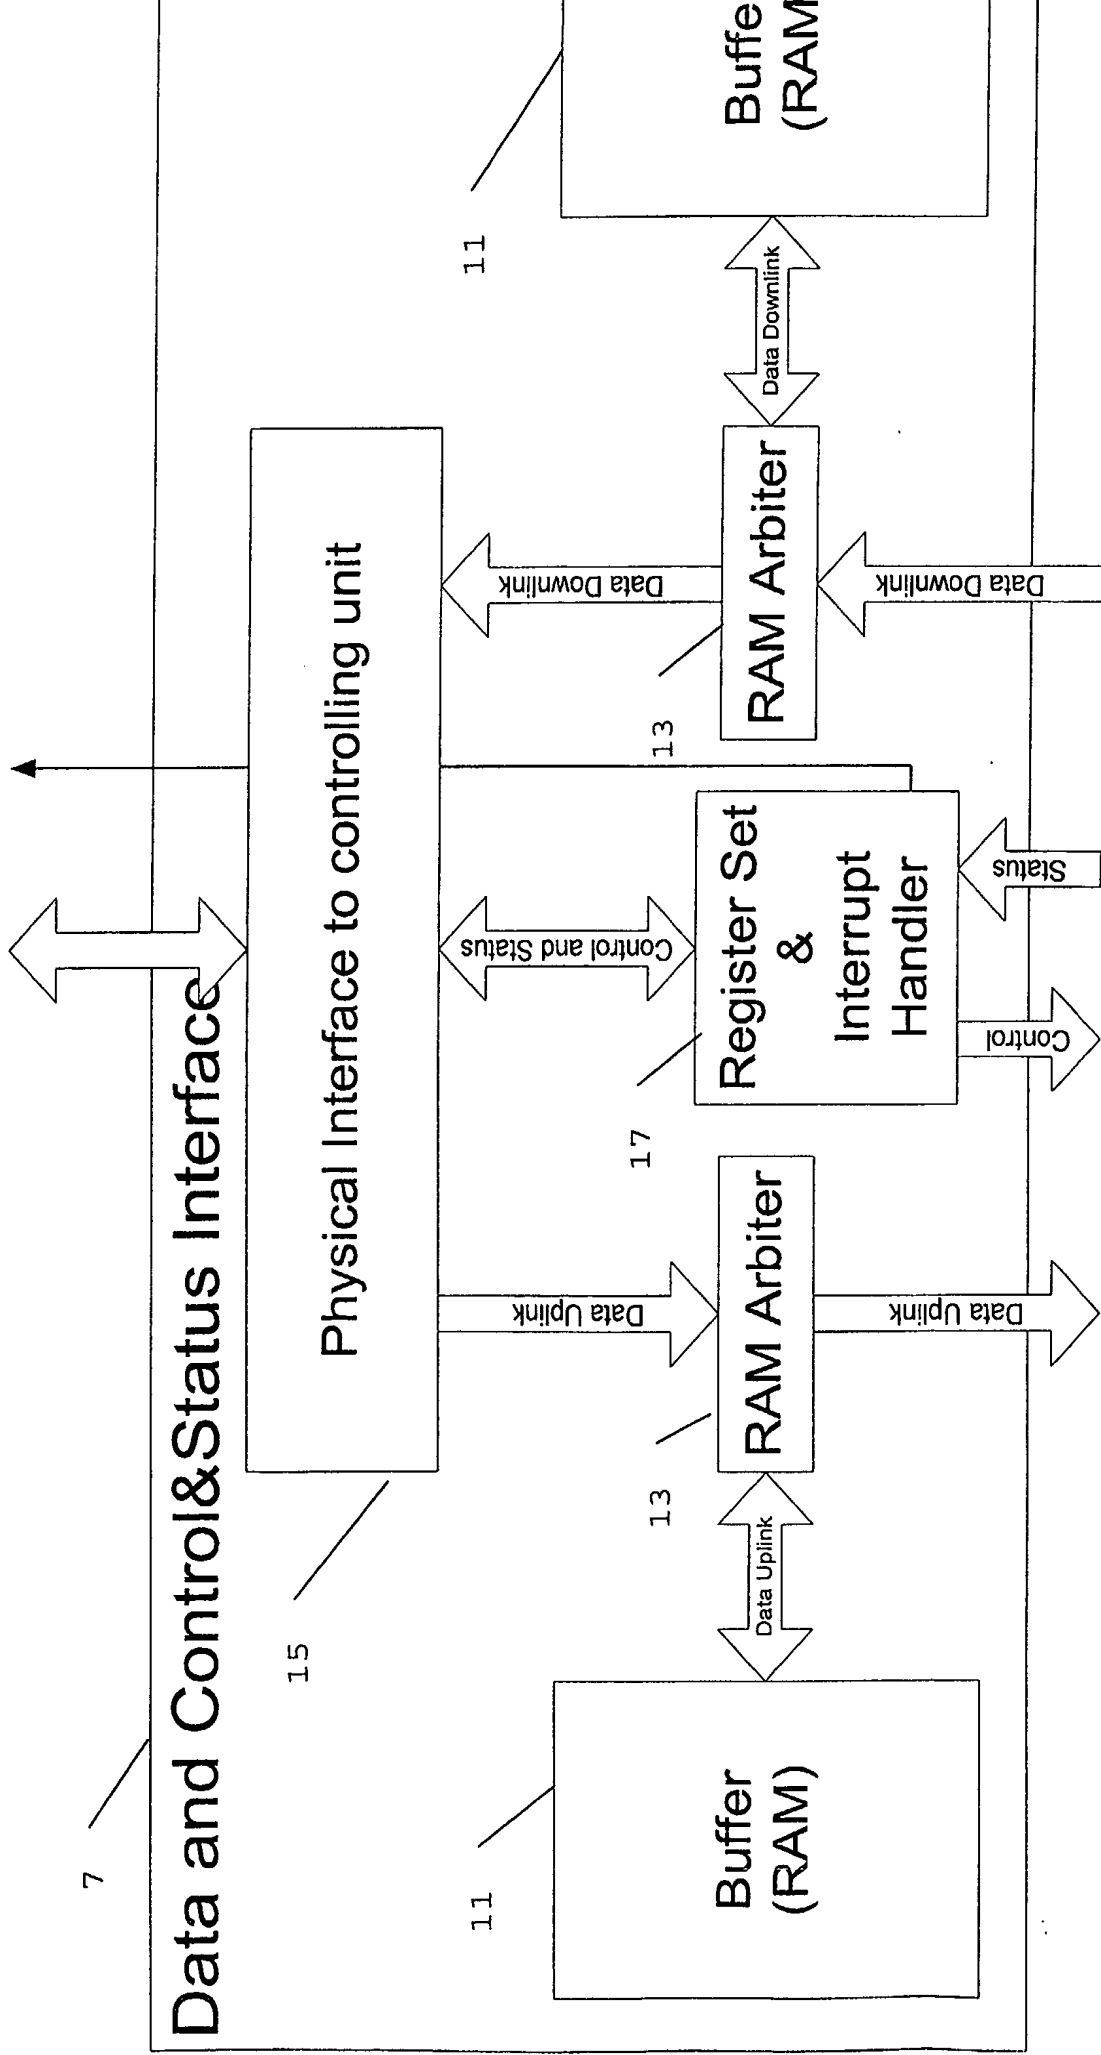 7
Data and Control&Status Interface
15
Physical Interface to controlling unit
11
Buffer
(RAM)
Data Uplink
13
RAM Arbiter
Data Uplink
Data Uplink
17
Register Set
&
Interrupt
Handler
Control and Status
Control
Status
13
RAM Arbiter
Data Downlink
Data Downlink
Data Downlink
11
Buffe
(RAM